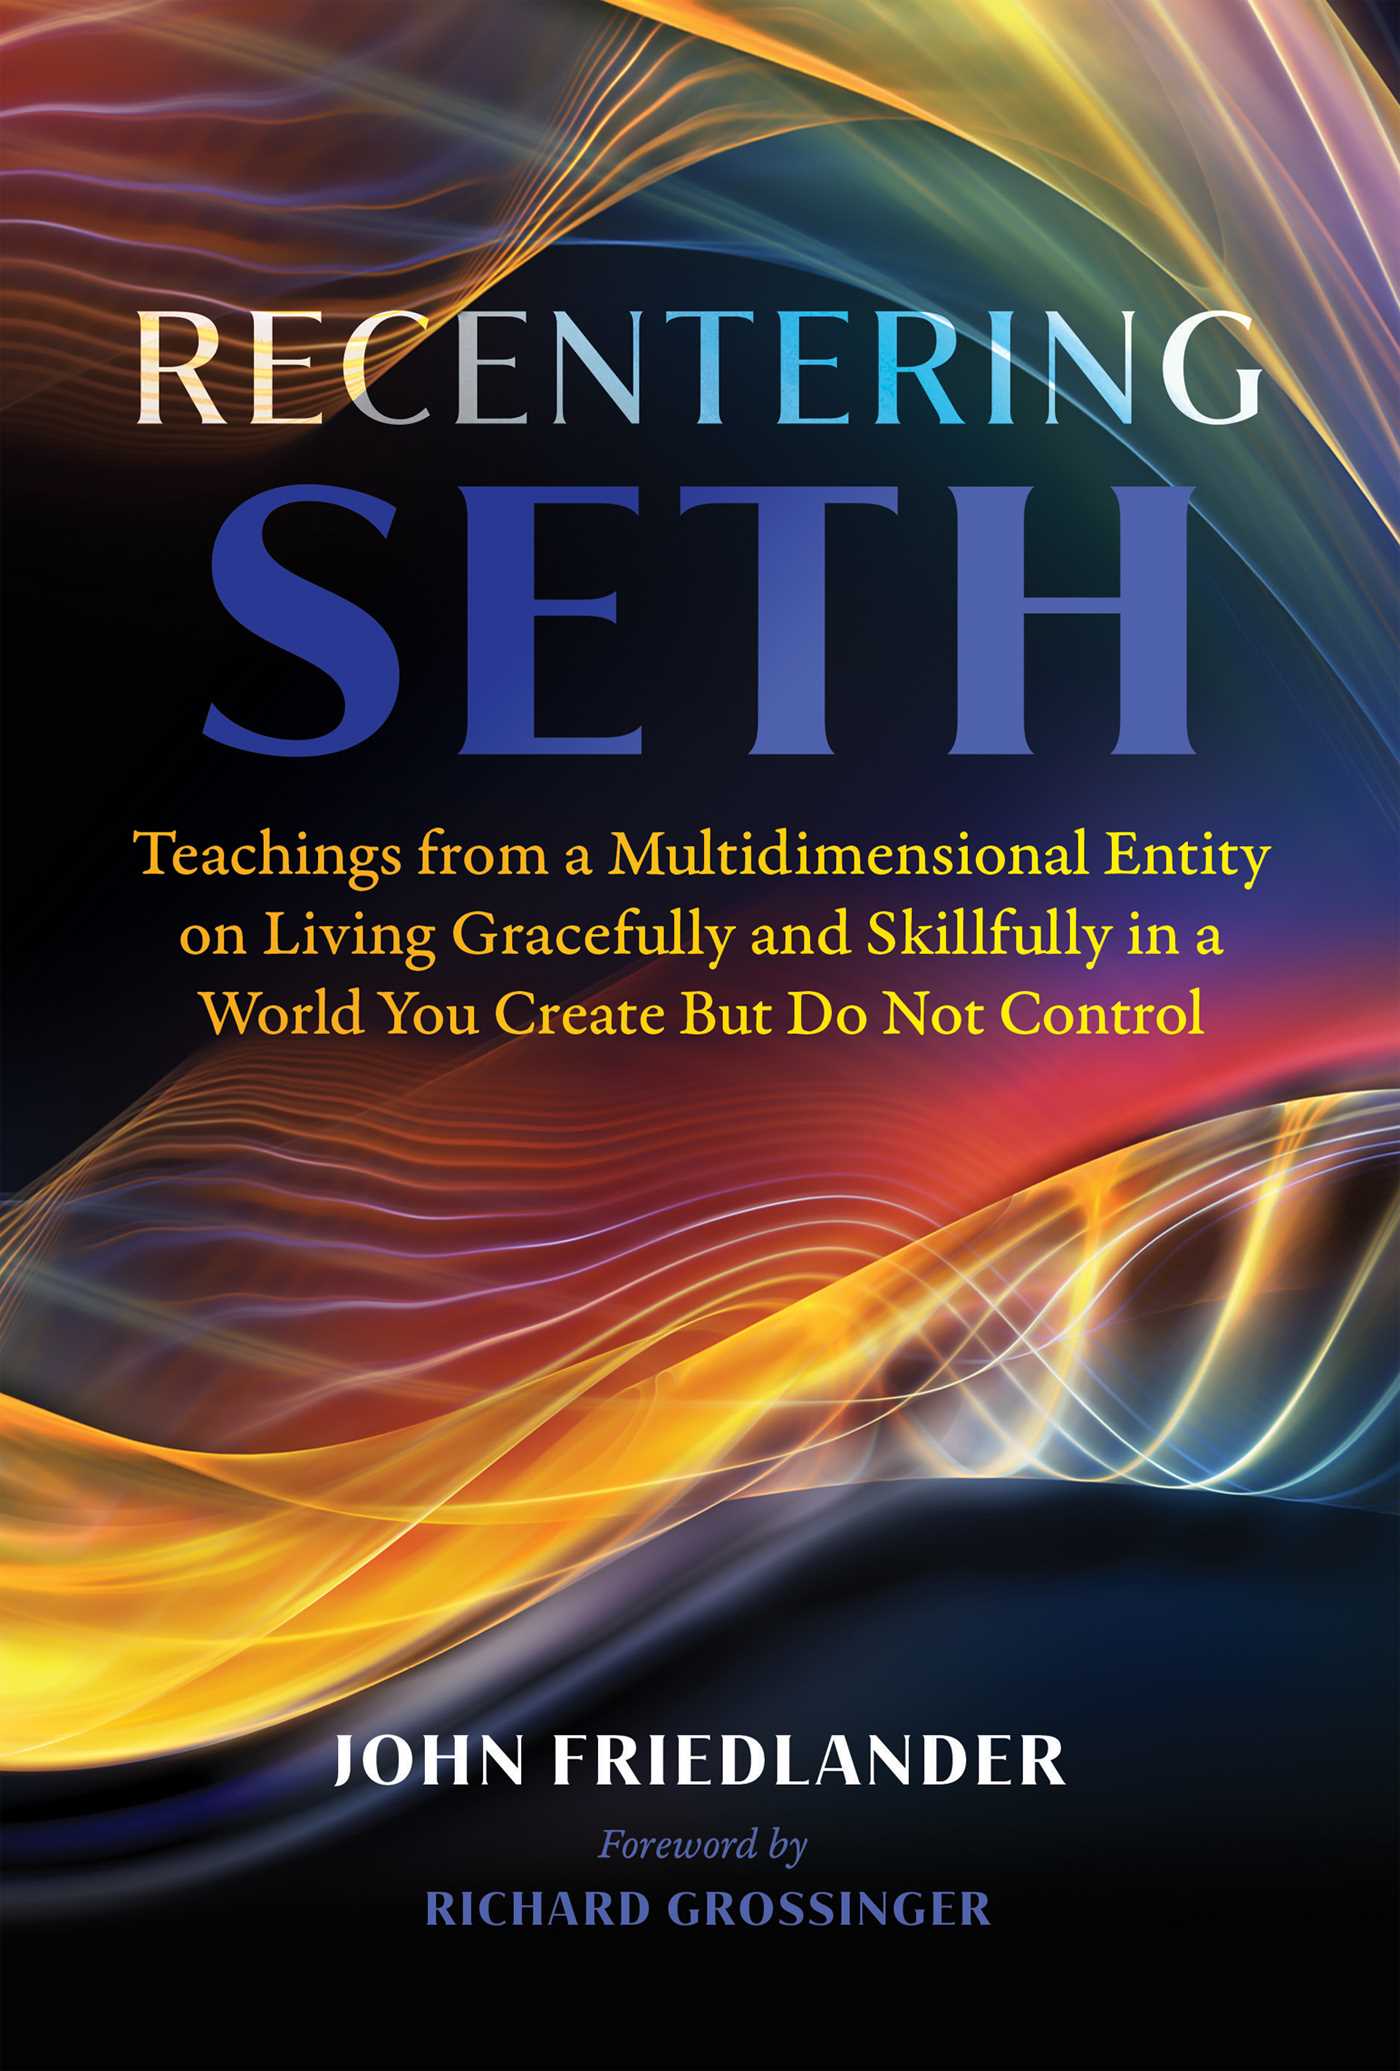 RECENTERING
SETH
Teachings from a Multidimensional Entity
on Living Gracefully and Skillfully in a
World You Create But Do Not Control
JOHN FRIEDLANDER
Foreword by
RICHARD GROSSINGER